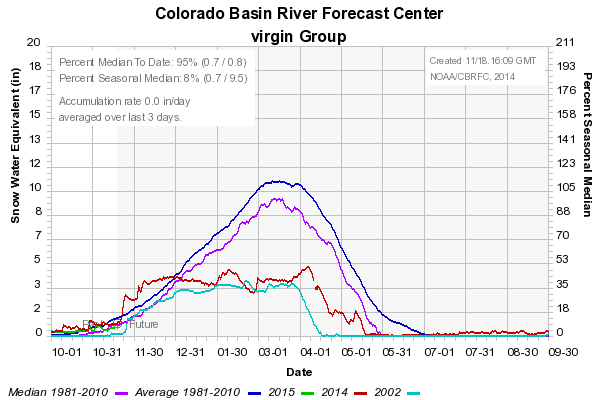 Colorado Basin River Forecast Center
virgin Group
Percent Median To Date: 95% (0.7 / 0.8)
Percent Seasonal Median: 8% (0.7 / 9.5)
Accumulation rate 0.0 in/day
averaged over last 3 days.
Created 11/18.16:09 GMT
NOAA/CBRFC, 2014
Snow Water Equivalent (in)
20
18
17
15
13
12
10
8
7
5
3
2
0
Percent Seasonal Median
211
193
176
158
141
123
105
88
70
53
35
18
0
Future
10-01 10-31 11-30 12-31 01-30 03-01 04-01 05-01 05-31 07-01 07-31 08-30 09-30
Date
Median 1981-2010 Average 1981-2010 2015 2014 2002